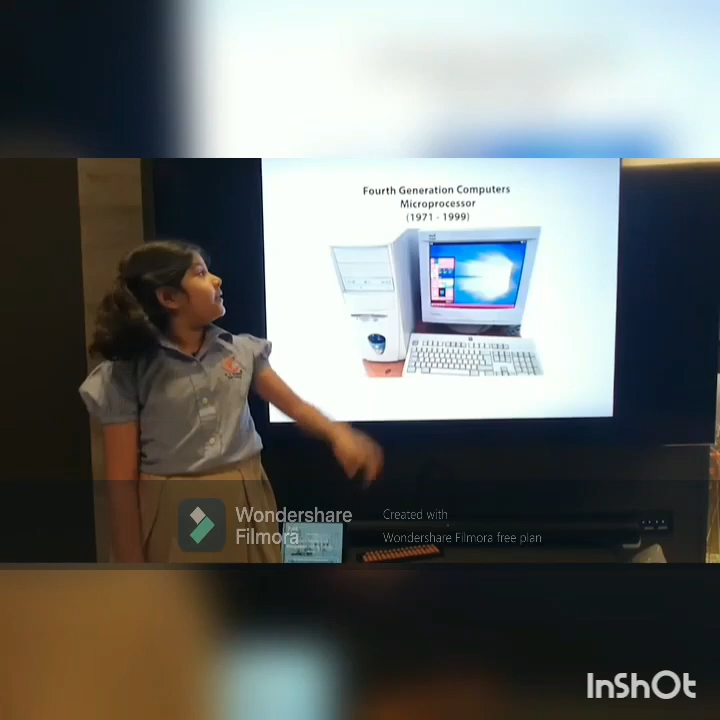 Fourth Generation Computers
Microprocessor
(1971 - 1999)
Wondershare
Filmora
Created with
Wondershare Filmora free plan
InShOt